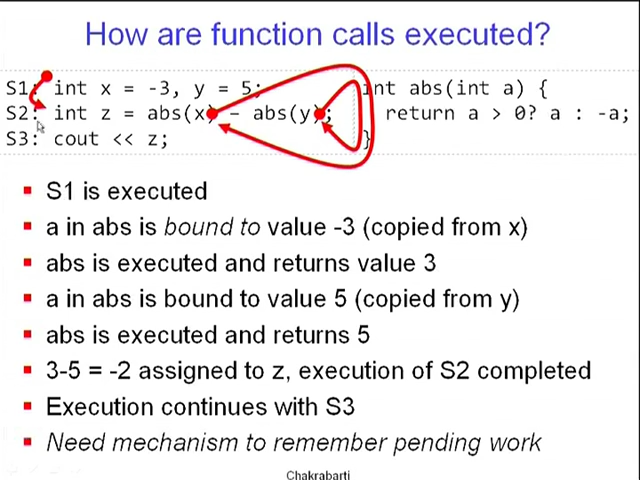 How are function calls executed?
S1: int x = -3, y = 5; int abs(int a) {
S2: int z = abs(x) - abs(y); return a > 0? a : -a;
S3: cout << z; }
S1 is executed
a in abs is bound to value -3 (copied from x)
abs is executed and returns value 3
a in abs is bound to value 5 (copied from y)
abs is executed and returns 5
3-5 = -2 assigned to z, execution of S2 completed
Execution continues with S3
Need mechanism to remember pending work
Chakrabarti